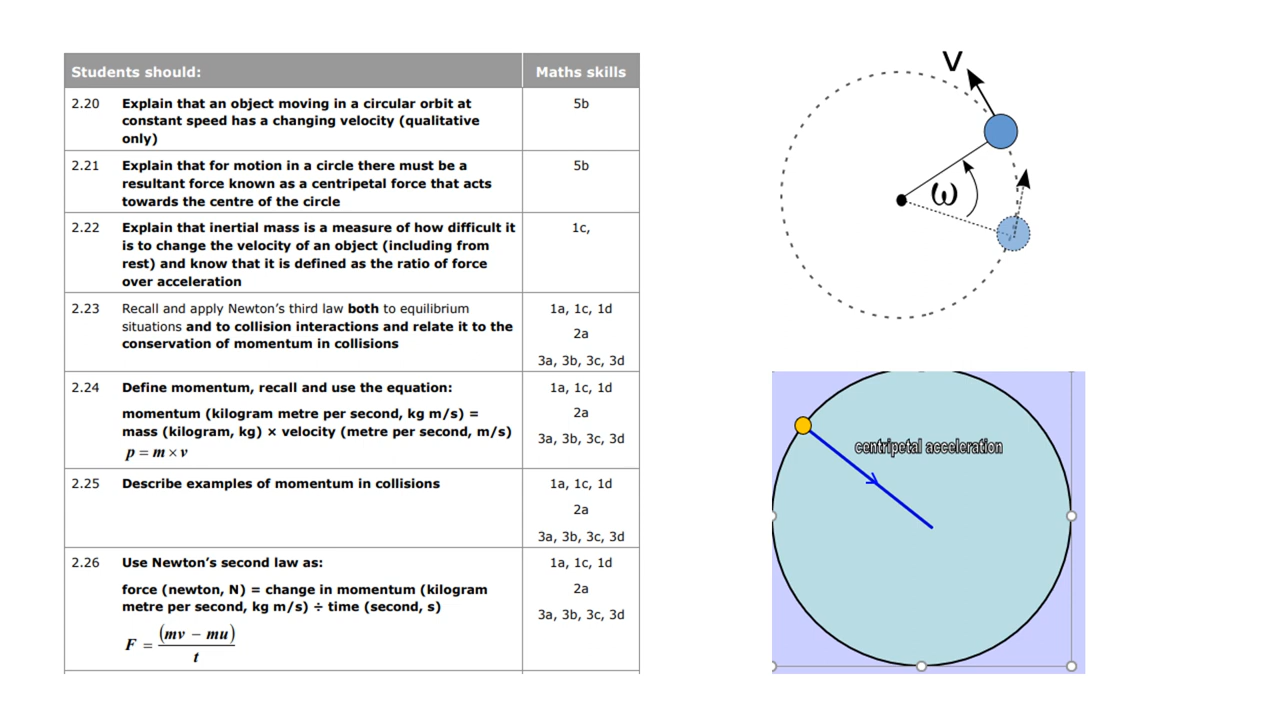 Students should: Maths skills
2.20 Explain that an object moving in a circular orbit at 5b
constant speed has a changing velocity (qualitative
only)
2.21 Explain that for motion in a circle there must be a 5b
resultant force known as a centripetal force that acts
towards the centre of the circle
2.22 Explain that inertial mass is a measure of how difficult it 1c,
is to change the velocity of an object (including from
rest) and know that it is defined as the ratio of force
over acceleration
2.23 Recall and apply Newton's third law both to equilibrium 1a, 1c, 1d
situations and to collision interactions and relate it to the 2a
conservation of momentum in collisions
3a, 3b, 3c, 3d
2.24 Define momentum, recall and use the equation: 1a, 1c, 1d
momentum (kilogram metre per second, kg m/s) = 2a
mass (kilogram, kg) × velocity (metre per second, m/s) 3a, 3b, 3c, 3d
p = m × v
2.25 Describe examples of momentum in collisions 1a, 1c, 1d
2a
3a, 3b, 3c, 3d
2.26 Use Newton's second law as: 1a, 1c, 1d
force (newton, N) = change in momentum (kilogram 2a
metre per second, kg m/s) ÷ time (second, s) 3a, 3b, 3c, 3d
F = (mv − mu)
t
V
ω
centripetal acceleration